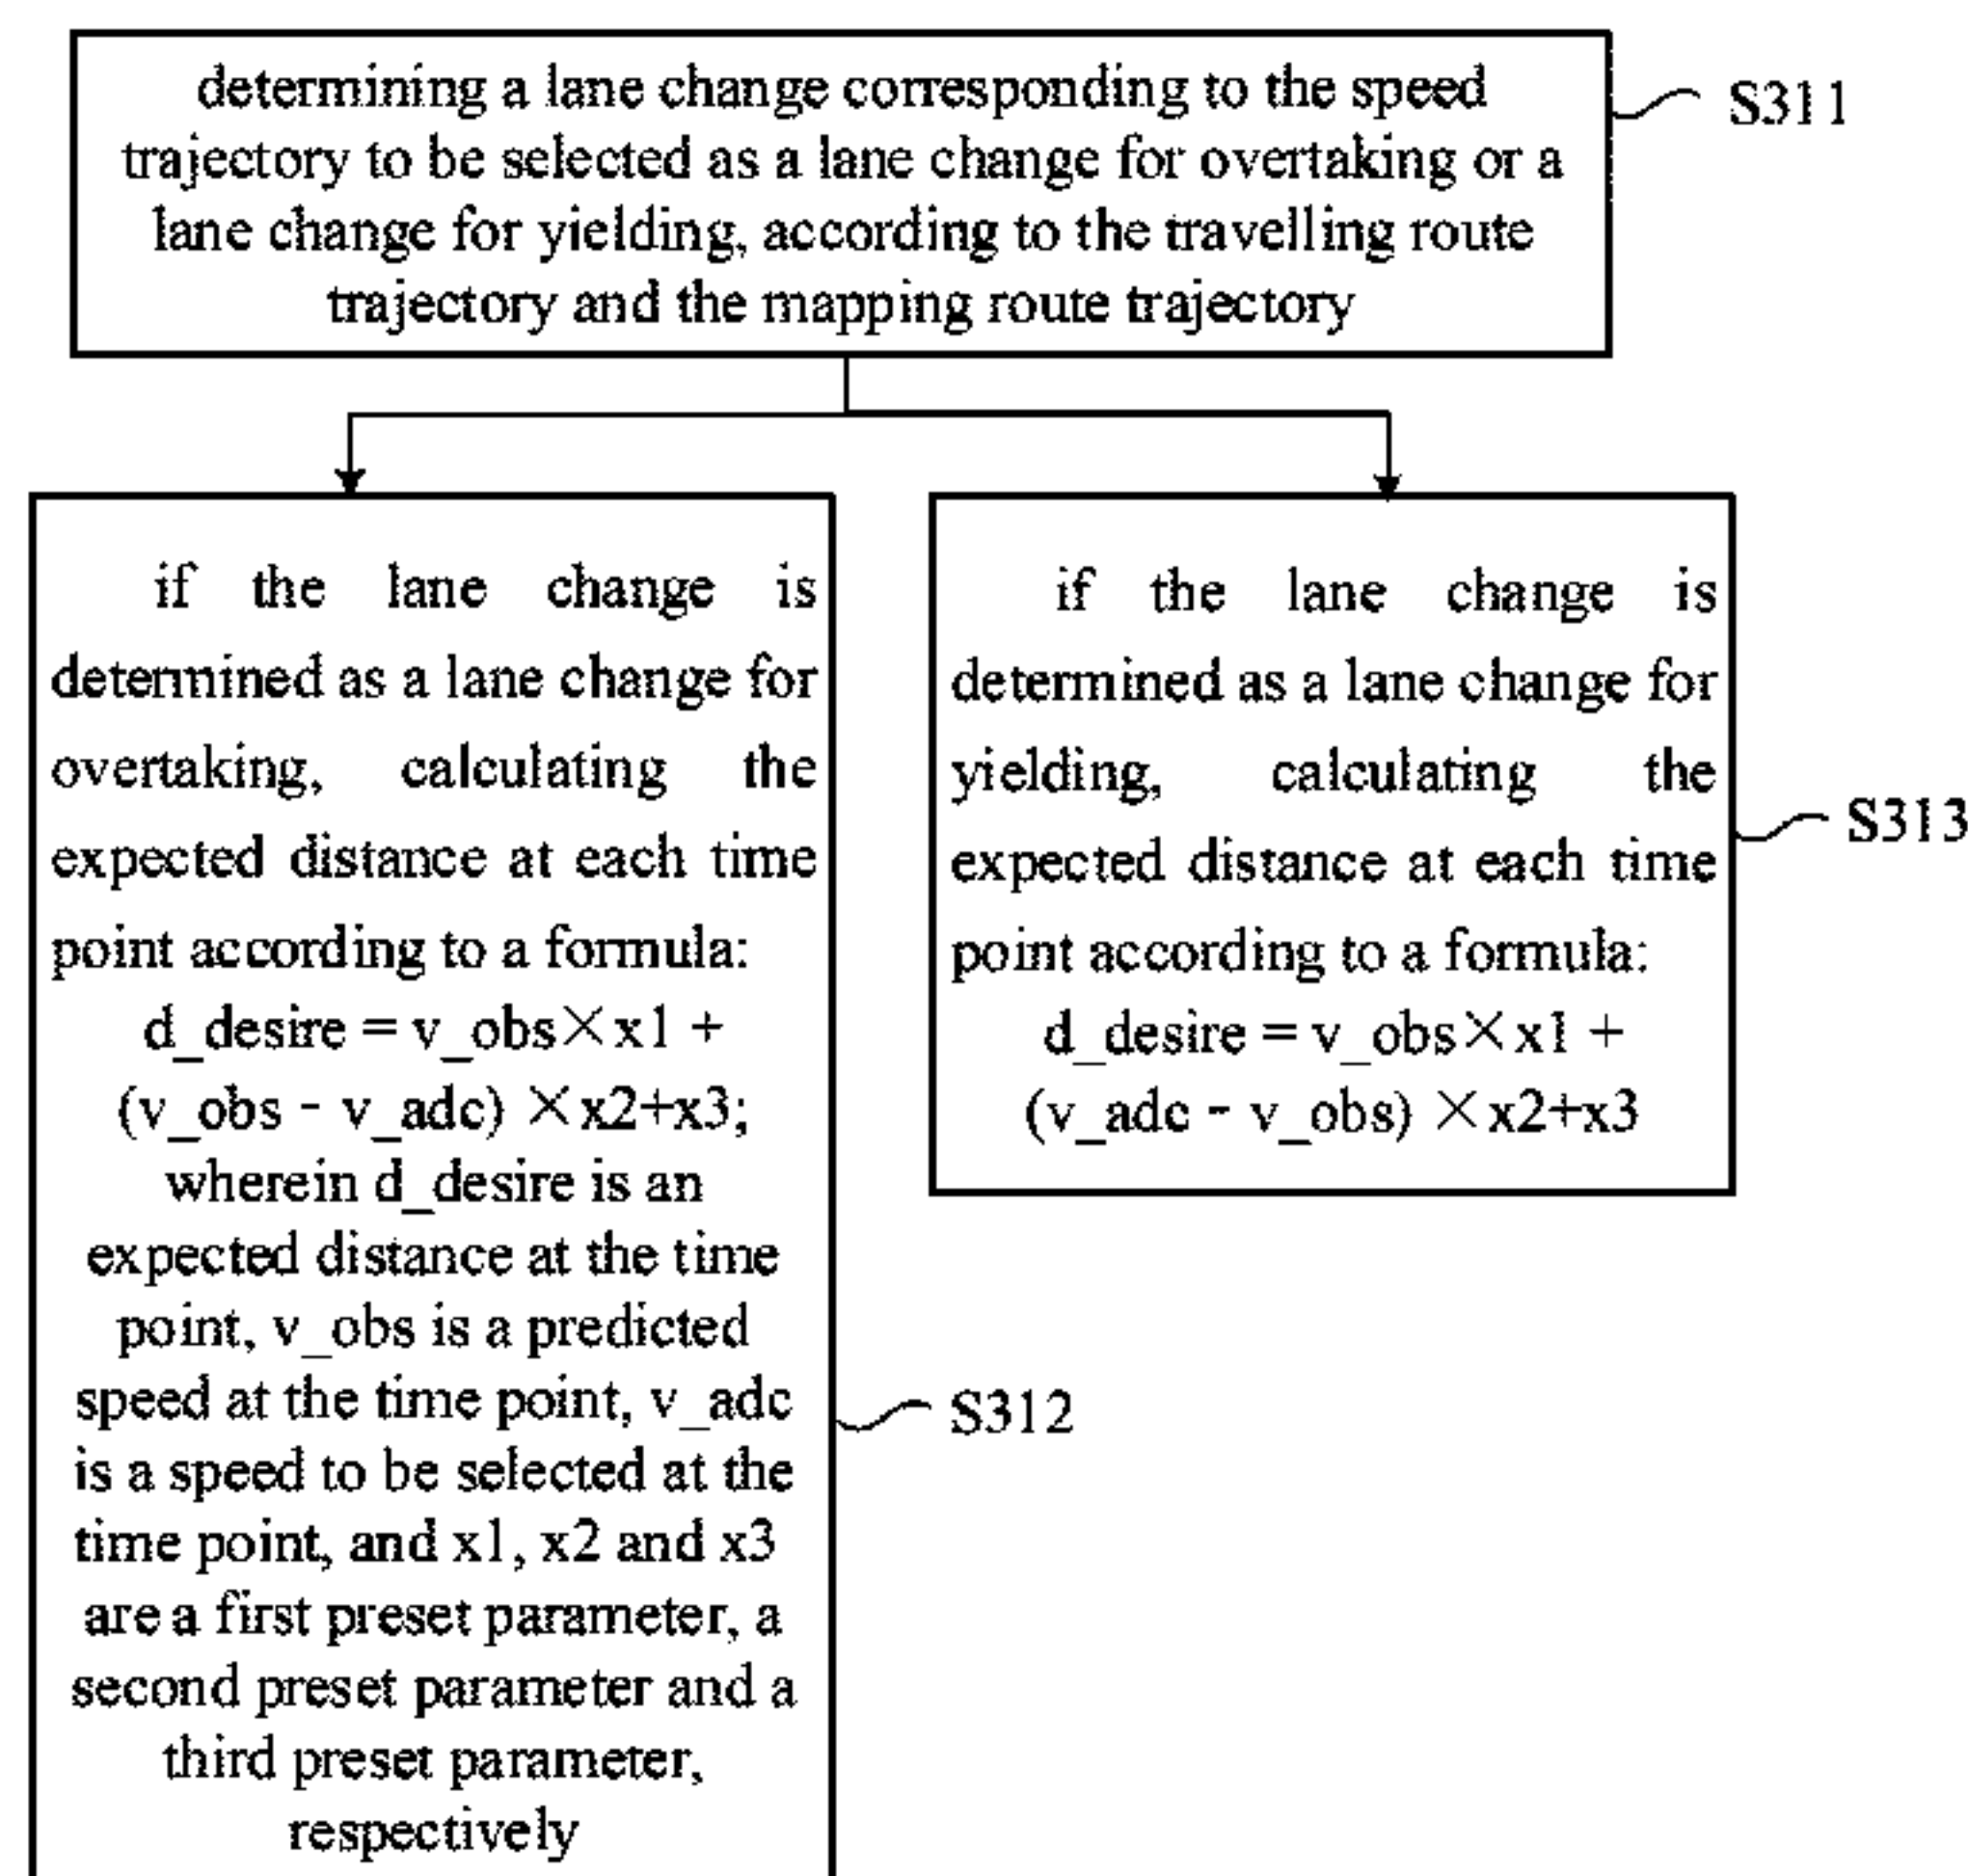 determining a lane change corresponding to the speed
trajectory to be selected as a lane change for overtaking or a
lane change for yielding, according to the travelling route
trajectory and the mapping route trajectory
S311
if the lane change is
determined as a lane change for
overtaking, calculating the
expected distance at each time
point according to a formula:
d_desire = v_obs×x1 +
(v_obs - v_adc) ×x2+x3;
wherein d_desire is an
expected distance at the time
point, v_obs is a predicted
speed at the time point, v_adc
is a speed to be selected at the
time point, and x1, x2 and x3
are a first preset parameter, a
second preset parameter and a
third preset parameter,
respectively
S312
if the lane change is
determined as a lane change for
yielding, calculating the
expected distance at each time
point according to a formula:
d_desire = v_obs×x1 +
(v_adc - v_obs) ×x2+x3
S313